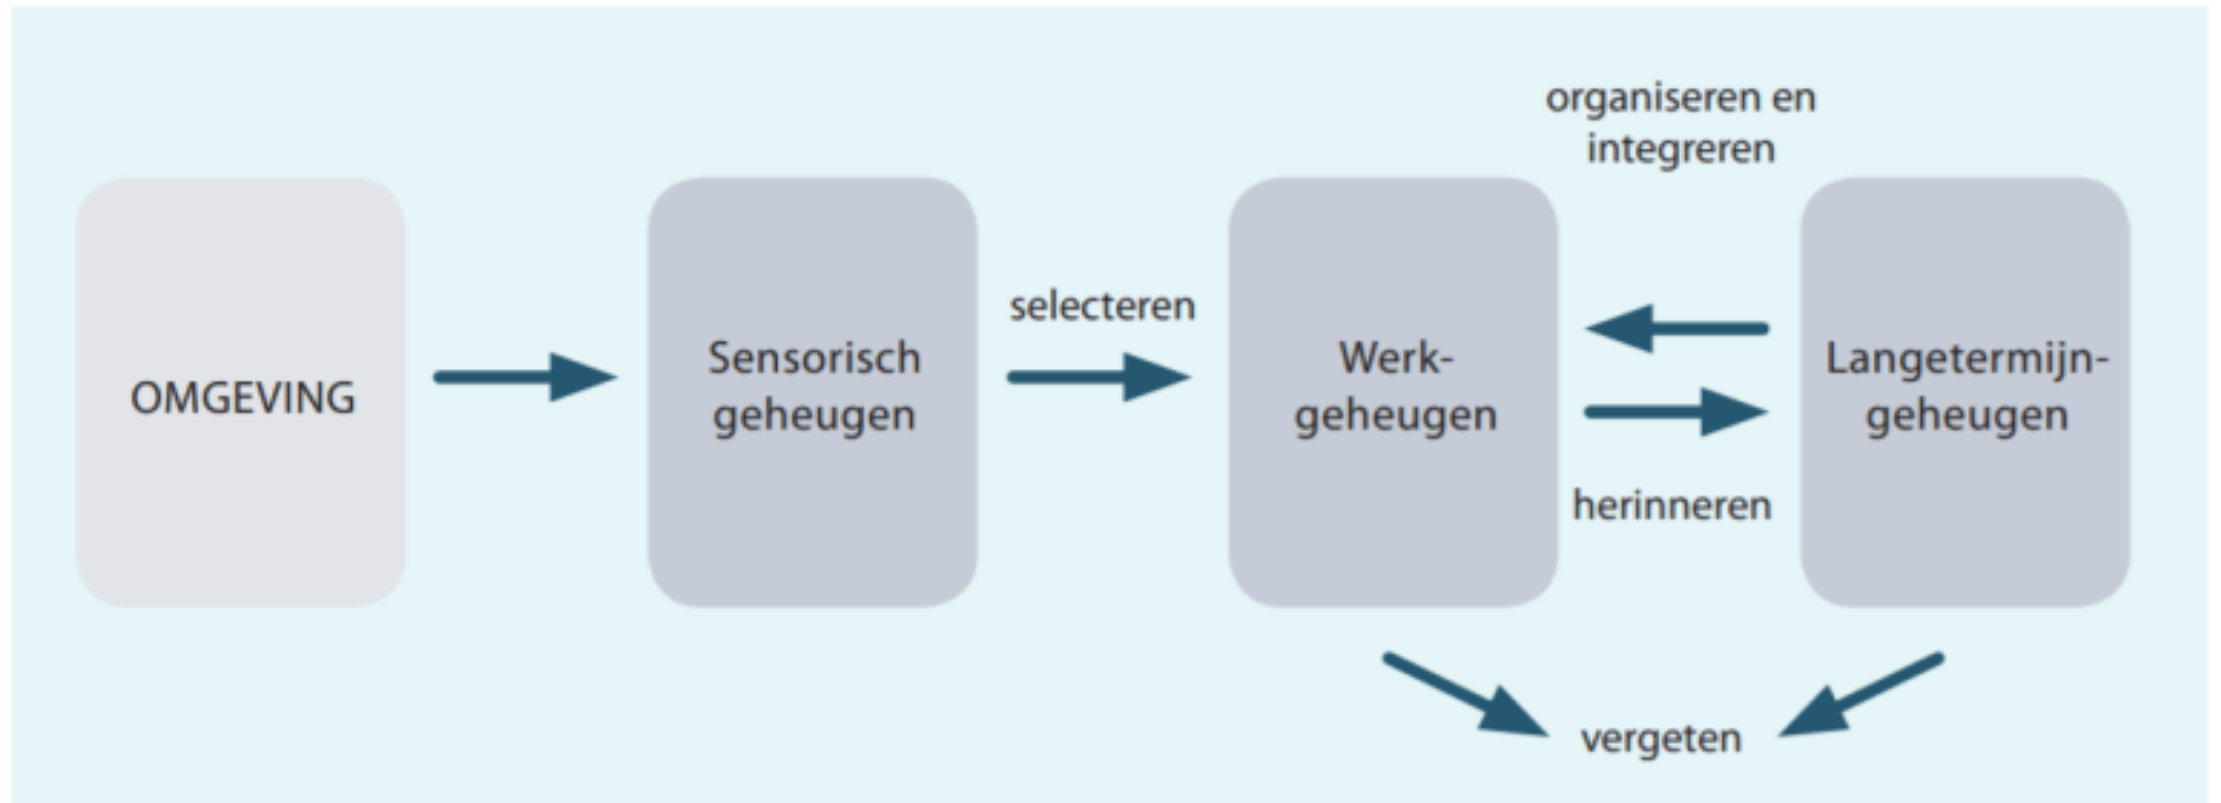 organiseren en
integreren
selecteren
OMGEVING
Sensorisch
geheugen
Werk-
geheugen
Langetermijn-
geheugen
herinneren
vergeten